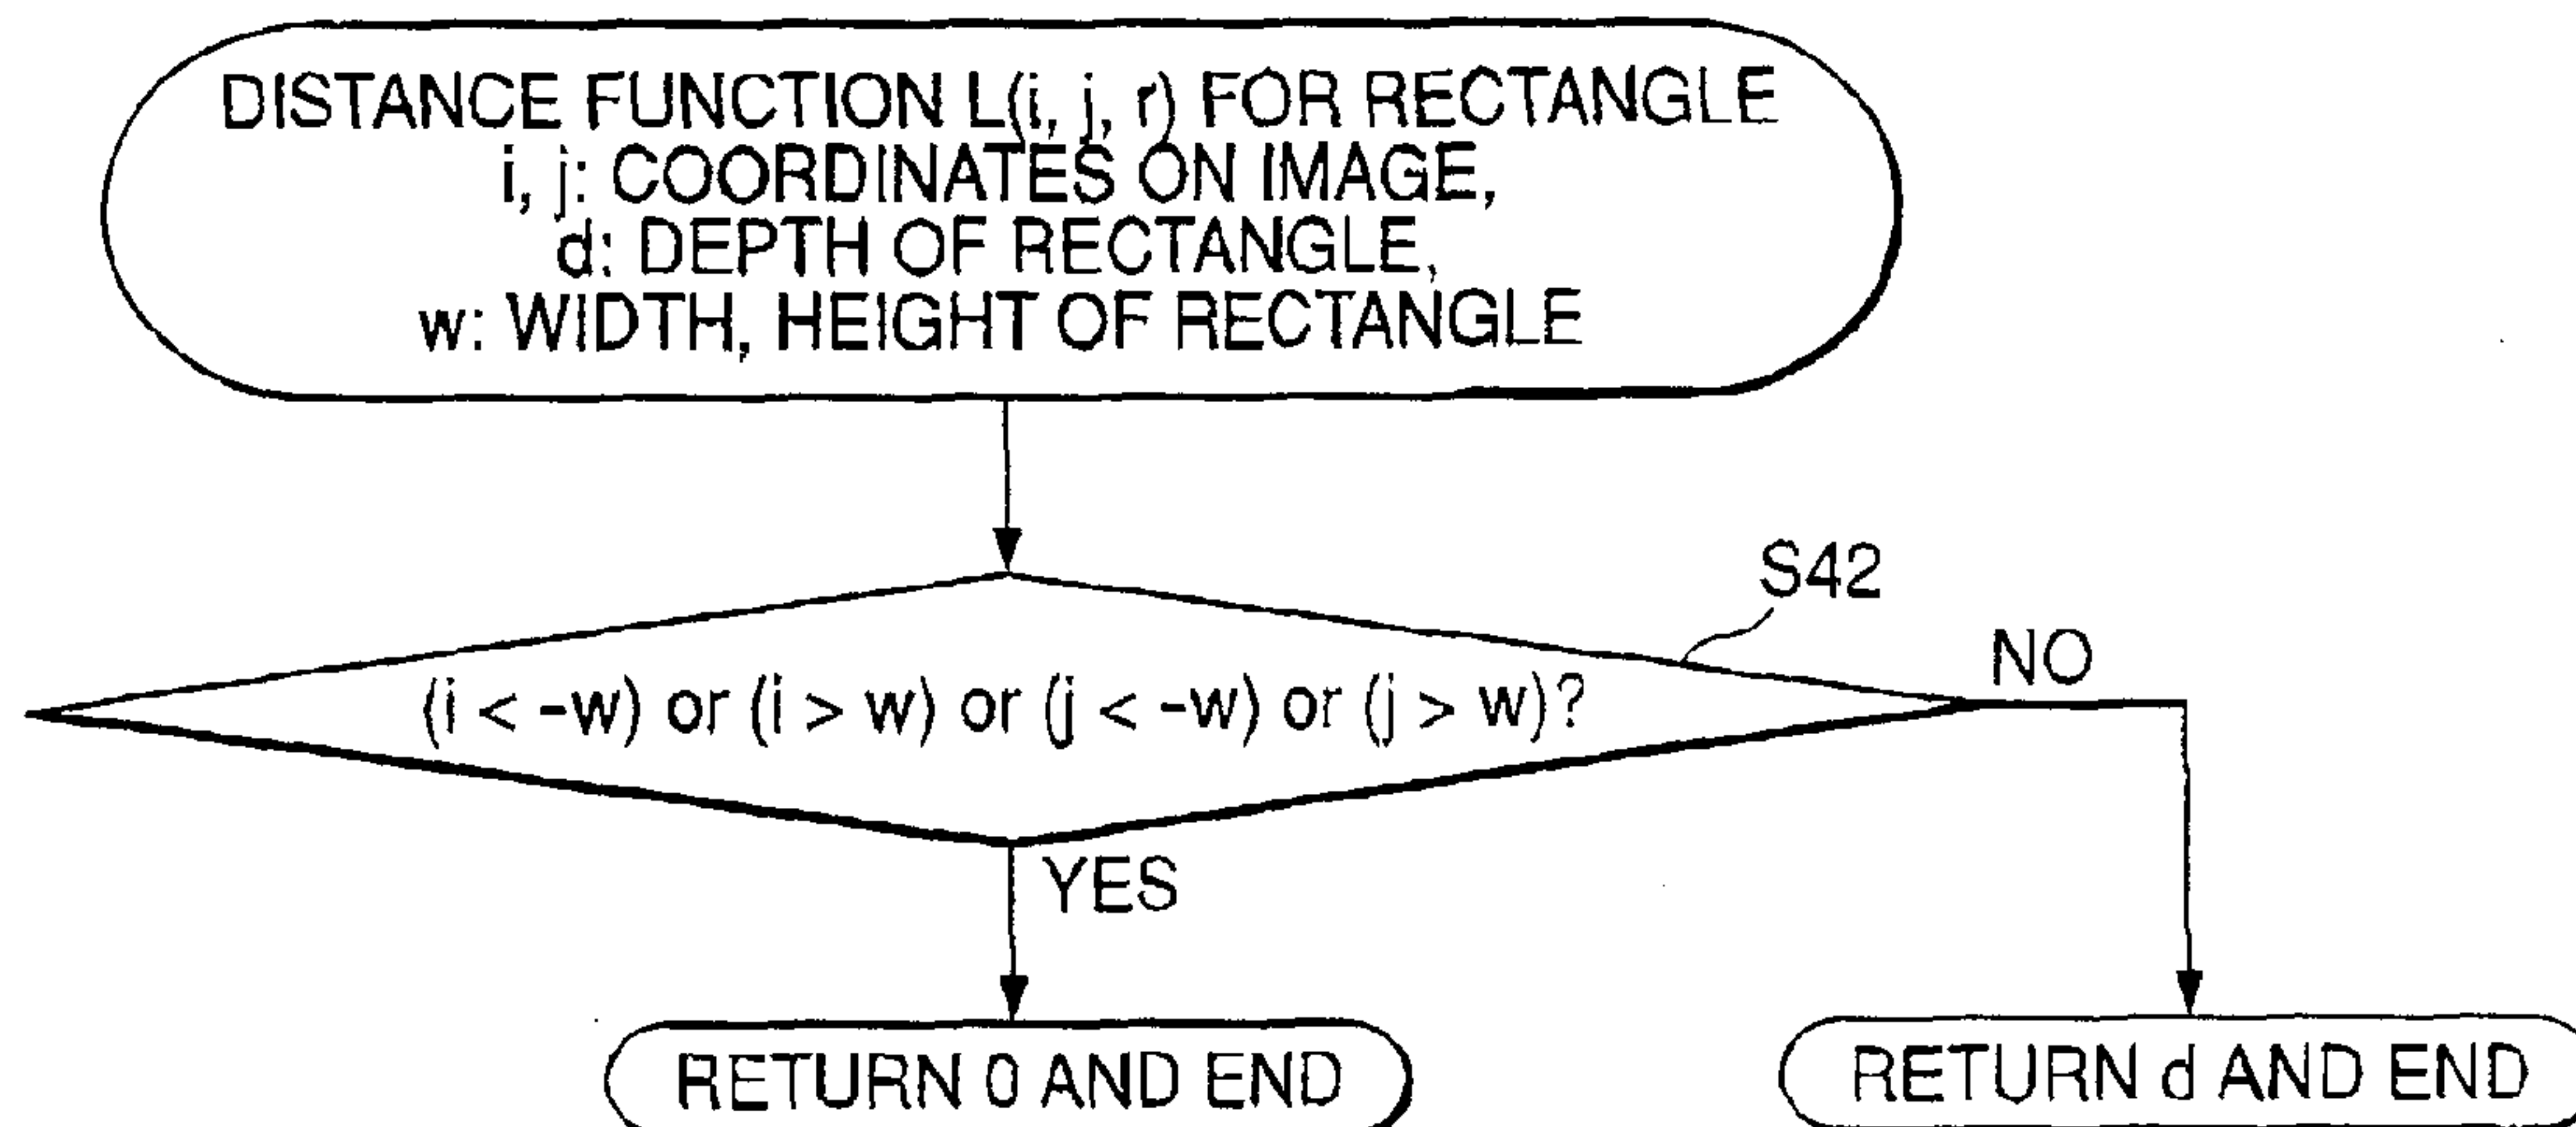 DISTANCE FUNCTION L(i, j, r) FOR RECTANGLE
i, j: COORDINATES ON IMAGE,
d: DEPTH OF RECTANGLE,
w: WIDTH, HEIGHT OF RECTANGLE
S42
(i < -w) or (i > w) or (j < -w) or (j > w)?
NO
YES
RETURN 0 AND END
RETURN d AND END